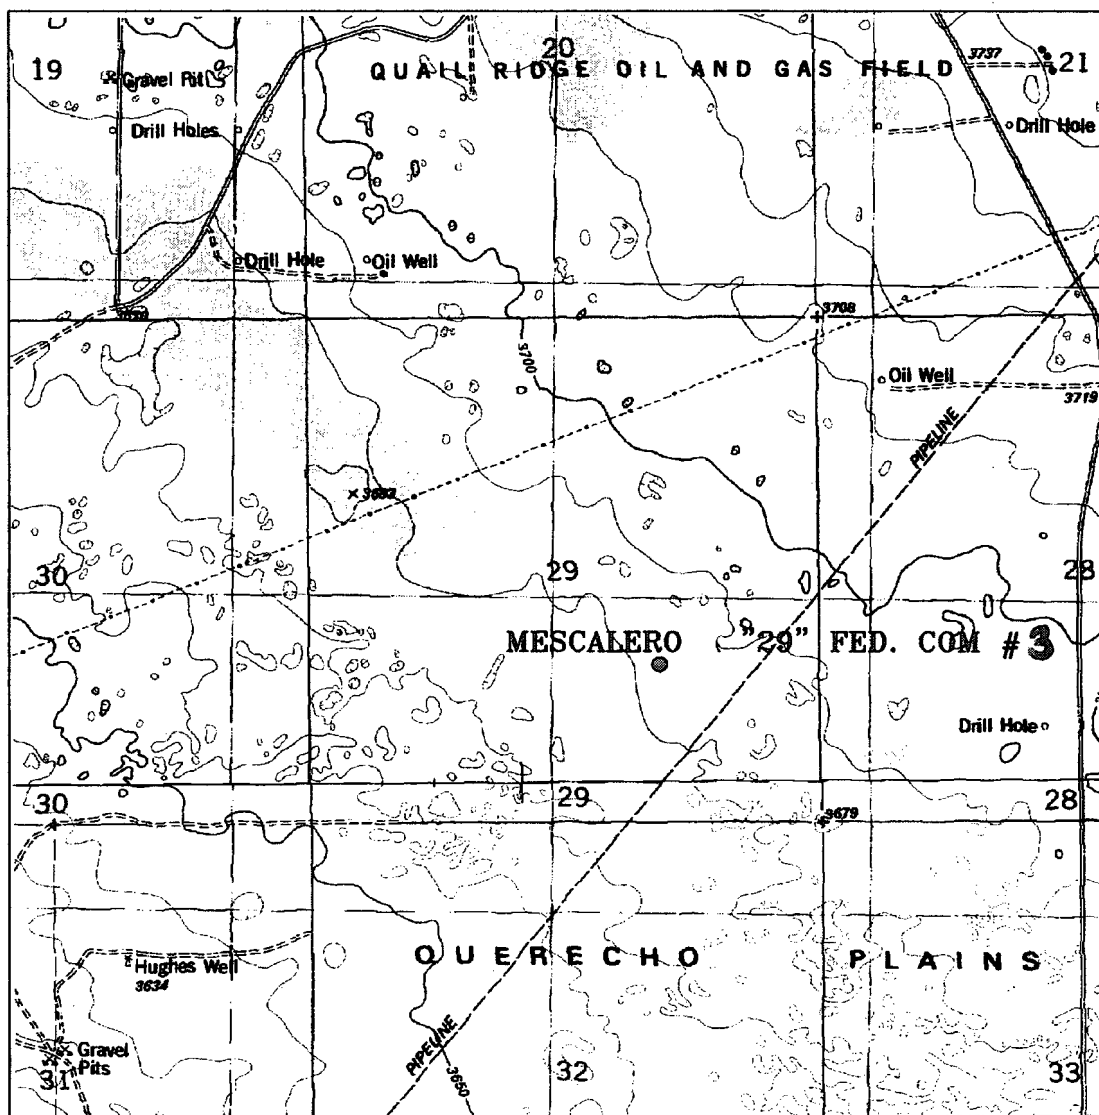 19
20
21
3737
QUAIL RIDGE OIL AND GAS FIELD
Gravel Pit
Drill Holes
Drill Hole
Drill Hole
Oil Well
3708
3700
Oil Well
3719
PIPELINE
30
29
28
MESCALERO "29" FED. COM #3
Drill Hole
30
29
28
3679
QUERECHO PLAINS
Hughes Well
3634
PIPELINE
Gravel
Pits
31
32
33
3650